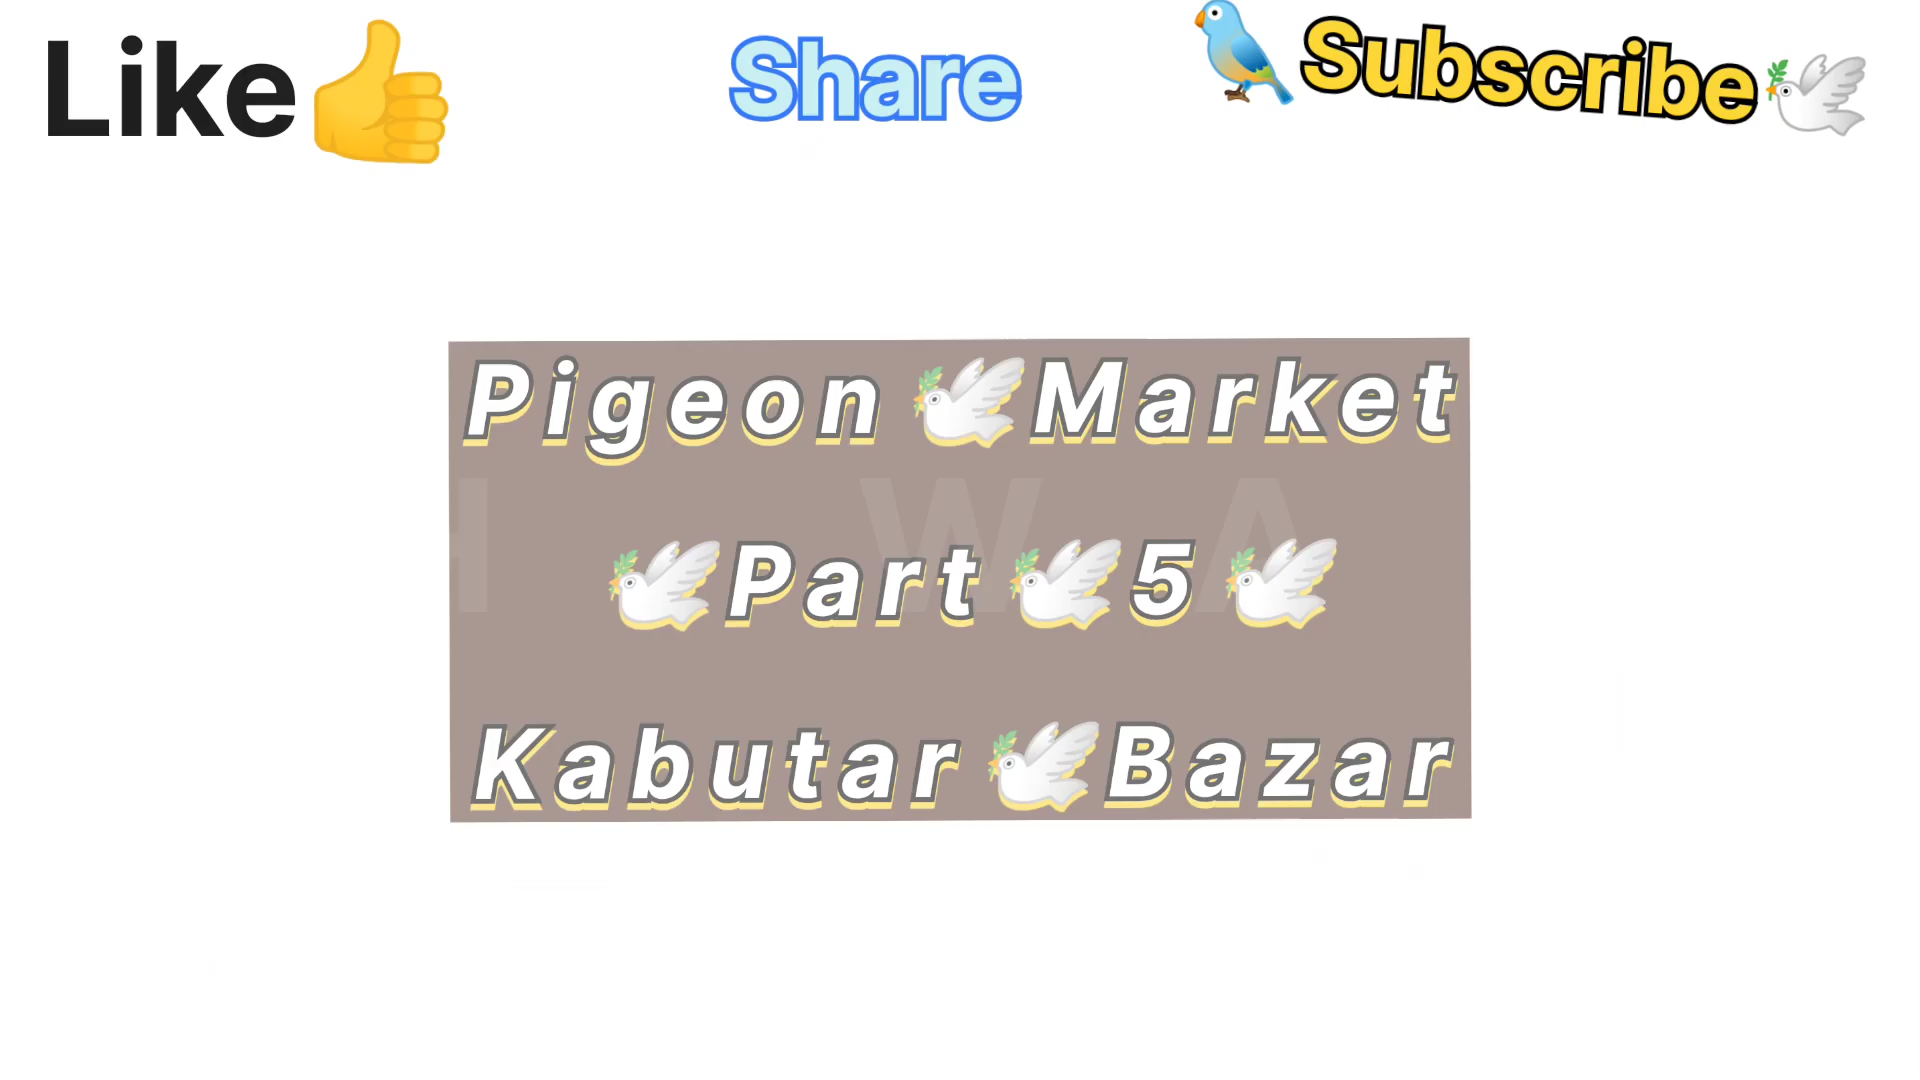 Like👍
Share
Subscribe
Pigeon 🕊Market
🕊Part 🕊5🕊
Kabutar 🕊Bazar
H W A